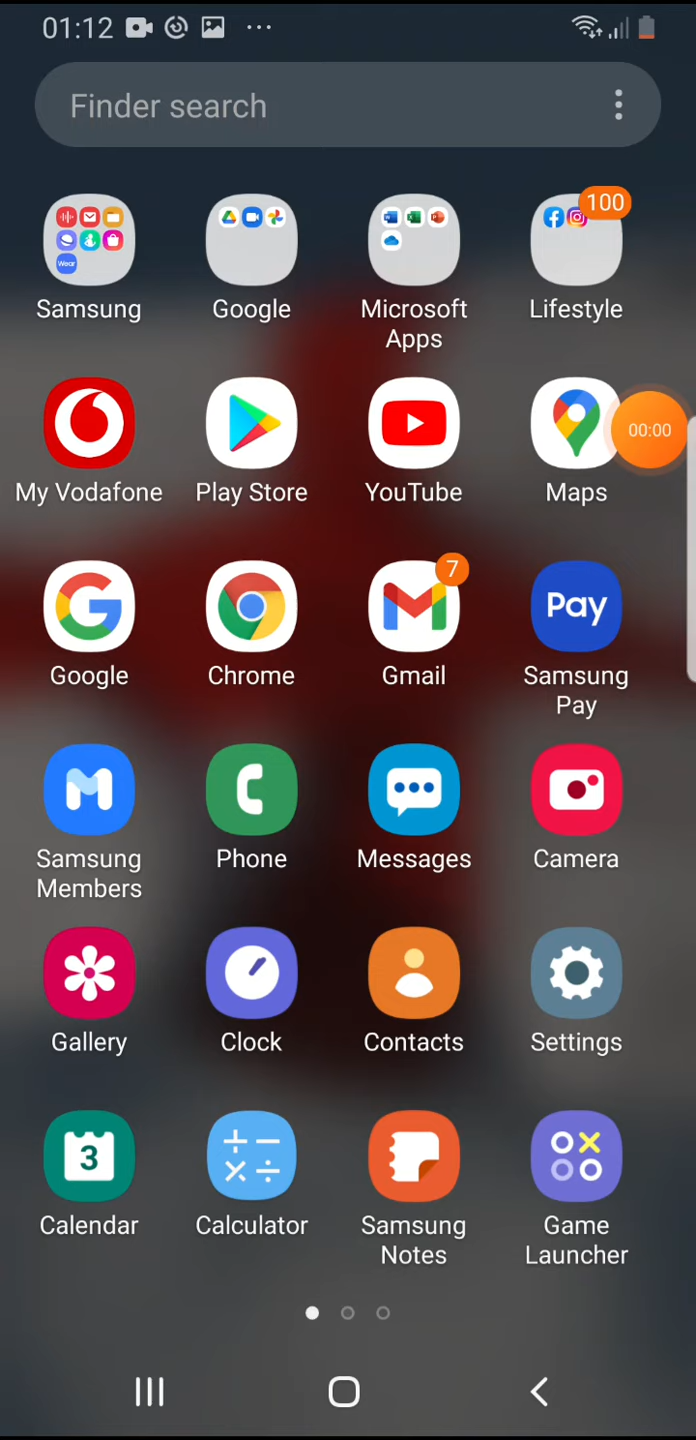 01:12
Finder search
100
Wear
Samsung
Google
Microsoft
Apps
Lifestyle
00:00
My Vodafone
Play Store
YouTube
Maps
7
Pay
Google
Chrome
Gmail
Samsung
Pay
Samsung
Members
Phone
Messages
Camera
Gallery
Clock
Contacts
Settings
3
Calendar
Calculator
Samsung
Notes
Game
Launcher